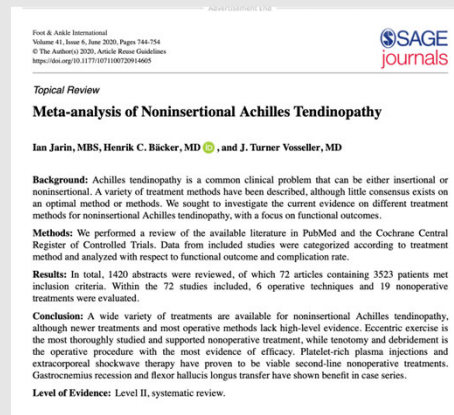 Advertisement End
Foot & Ankle International
Volume 41, Issue 6, June 2020, Pages 744-754
© The Author(s) 2020, Article Reuse Guidelines
https://doi.org/10.1177/1071100720914605
SAGE
journals
Topical Review
Meta-analysis of Noninsertional Achilles Tendinopathy
Ian Jarin, MBS, Henrik C. Bäcker, MD iD , and J. Turner Vosseller, MD
Background: Achilles tendinopathy is a common clinical problem that can be either insertional or
noninsertional. A variety of treatment methods have been described, although little consensus exists on
an optimal method or methods. We sought to investigate the current evidence on different treatment
methods for noninsertional Achilles tendinopathy, with a focus on functional outcomes.
Methods: We performed a review of the available literature in PubMed and the Cochrane Central
Register of Controlled Trials. Data from included studies were categorized according to treatment
method and analyzed with respect to functional outcome and complication rate.
Results: In total, 1420 abstracts were reviewed, of which 72 articles containing 3523 patients met
inclusion criteria. Within the 72 studies included, 6 operative techniques and 19 nonoperative
treatments were evaluated.
Conclusion: A wide variety of treatments are available for noninsertional Achilles tendinopathy,
although newer treatments and most operative methods lack high-level evidence. Eccentric exercise is
the most thoroughly studied and supported nonoperative treatment, while tenotomy and debridement is
the operative procedure with the most evidence of efficacy. Platelet-rich plasma injections and
extracorporeal shockwave therapy have proven to be viable second-line nonoperative treatments.
Gastrocnemius recession and flexor hallucis longus transfer have shown benefit in case series.
Level of Evidence: Level II, systematic review.